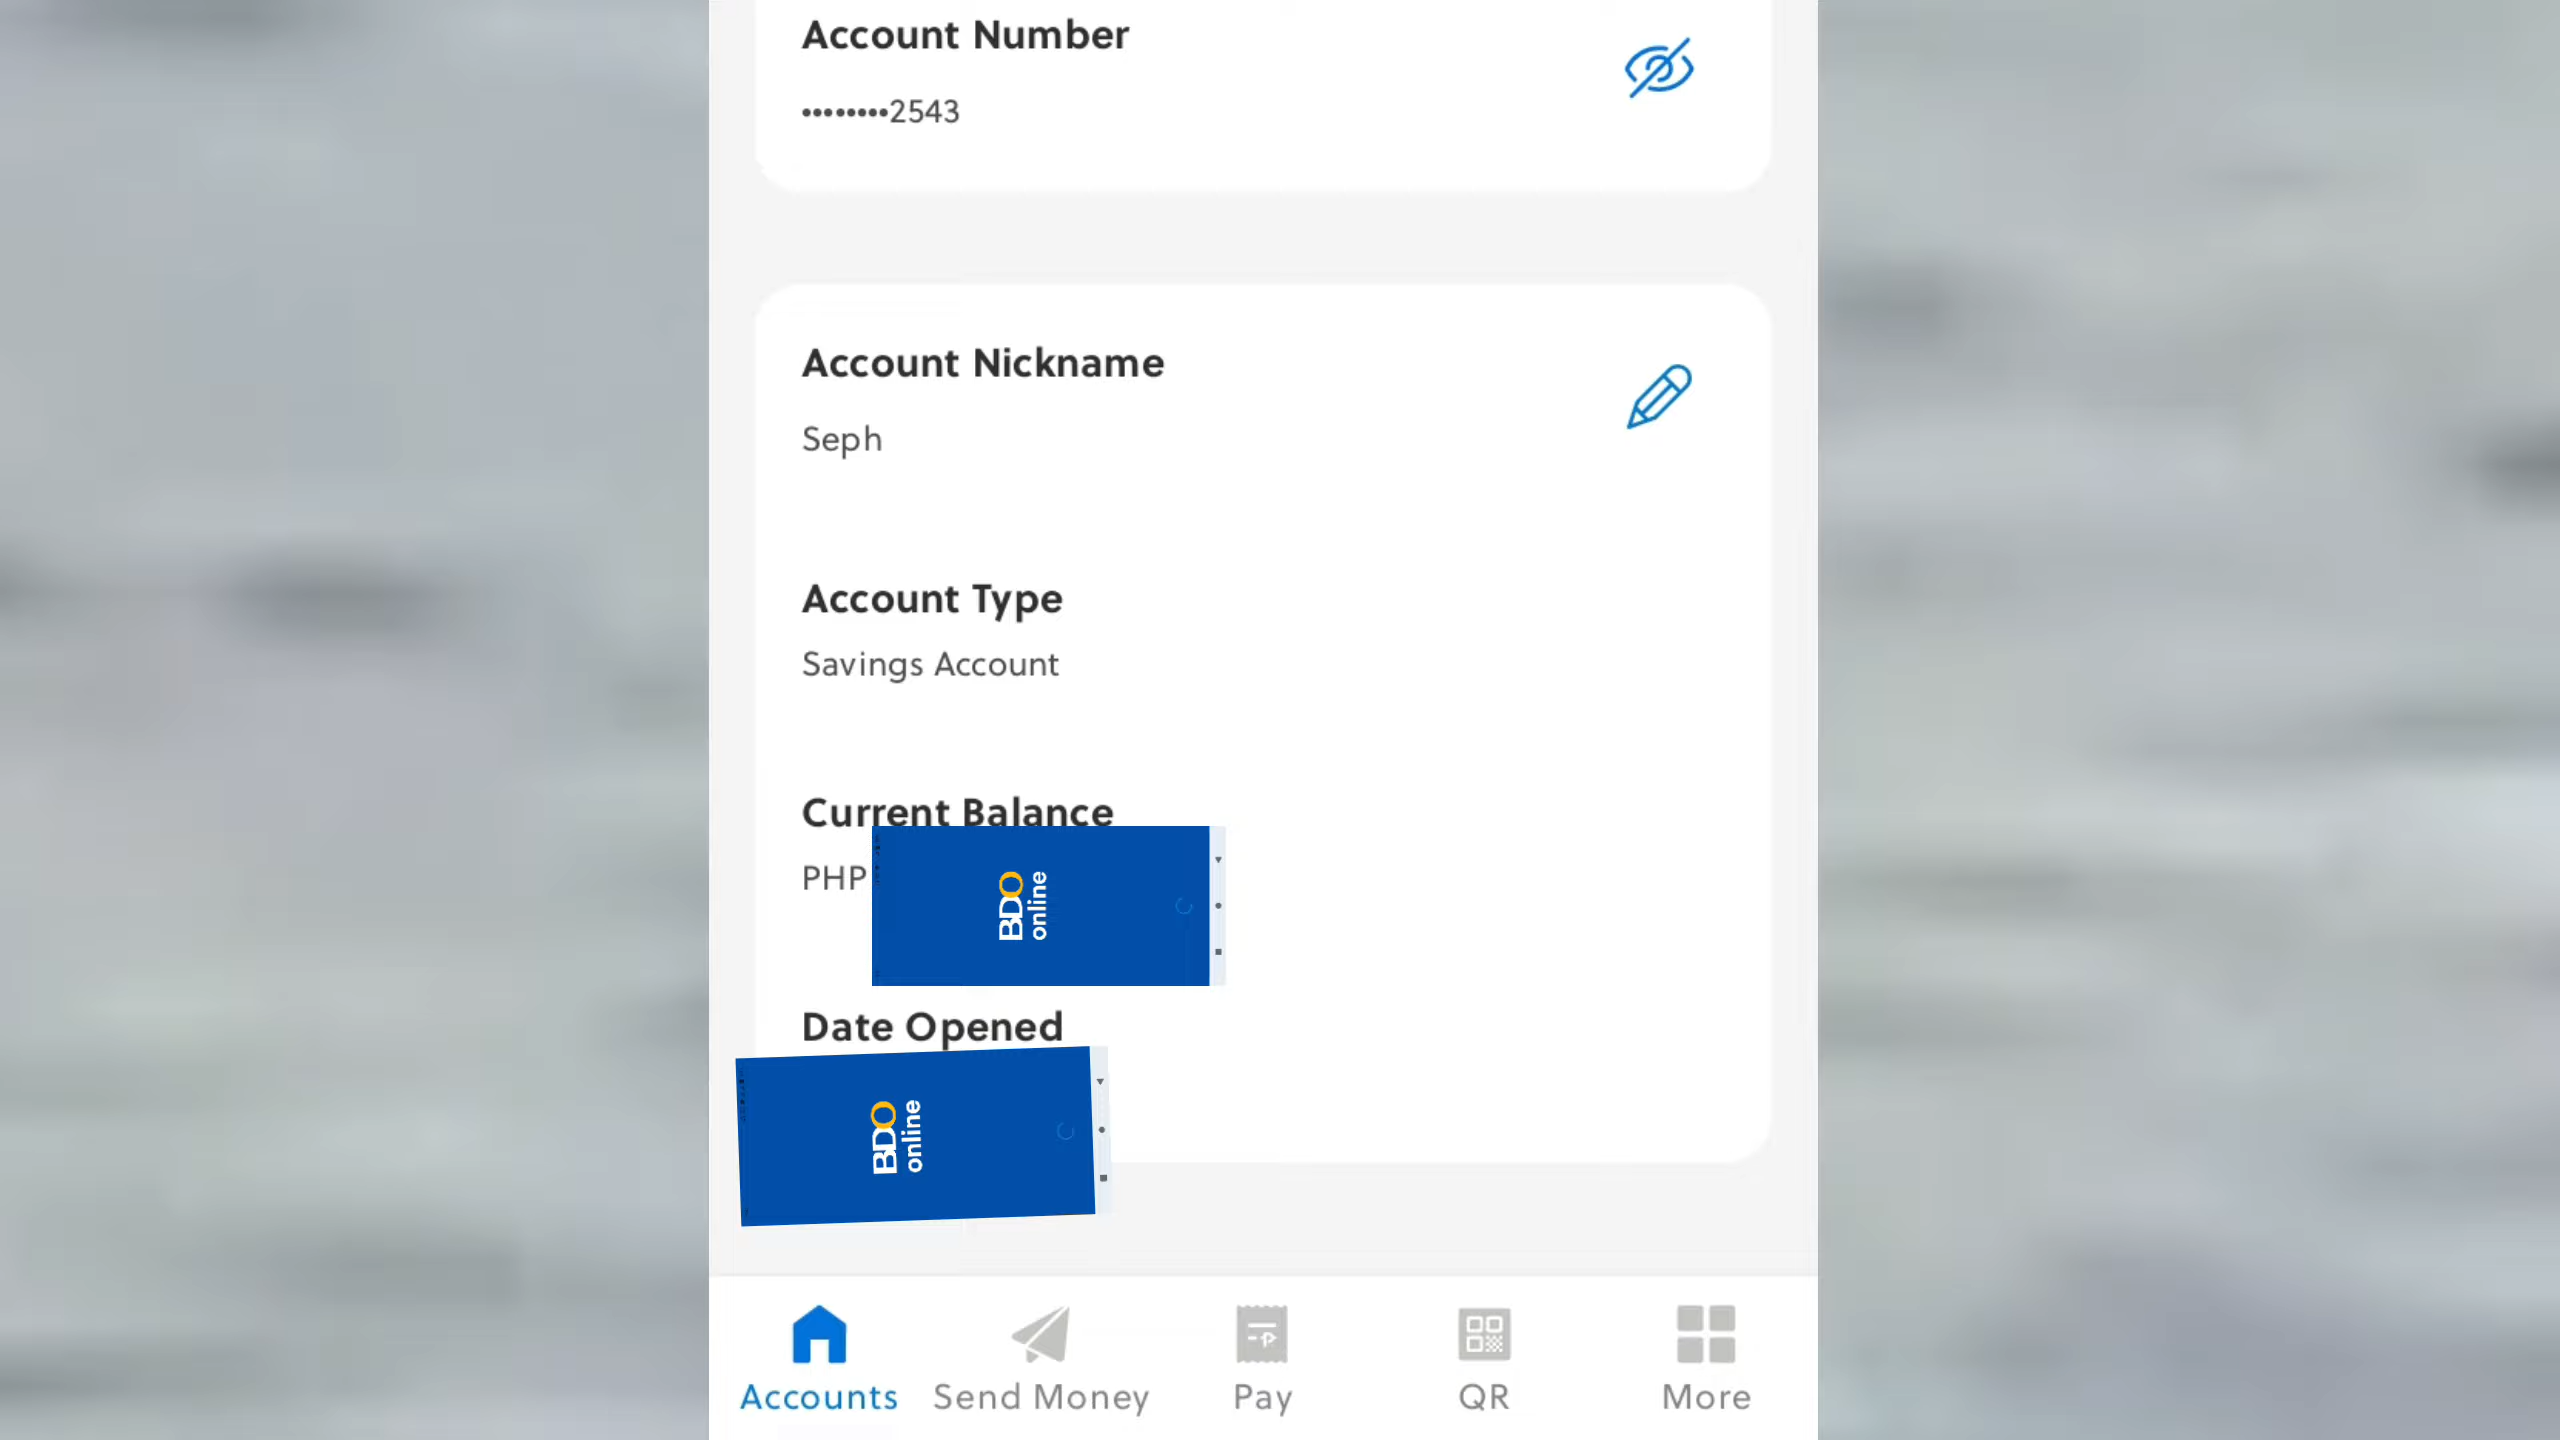 Account Number
••••••••2543
Account Nickname
Seph
Account Type
Savings Account
Current Balance
PHP
BDO
online
Date Opened
BDO
online
Accounts
Send Money
Pay
QR
More